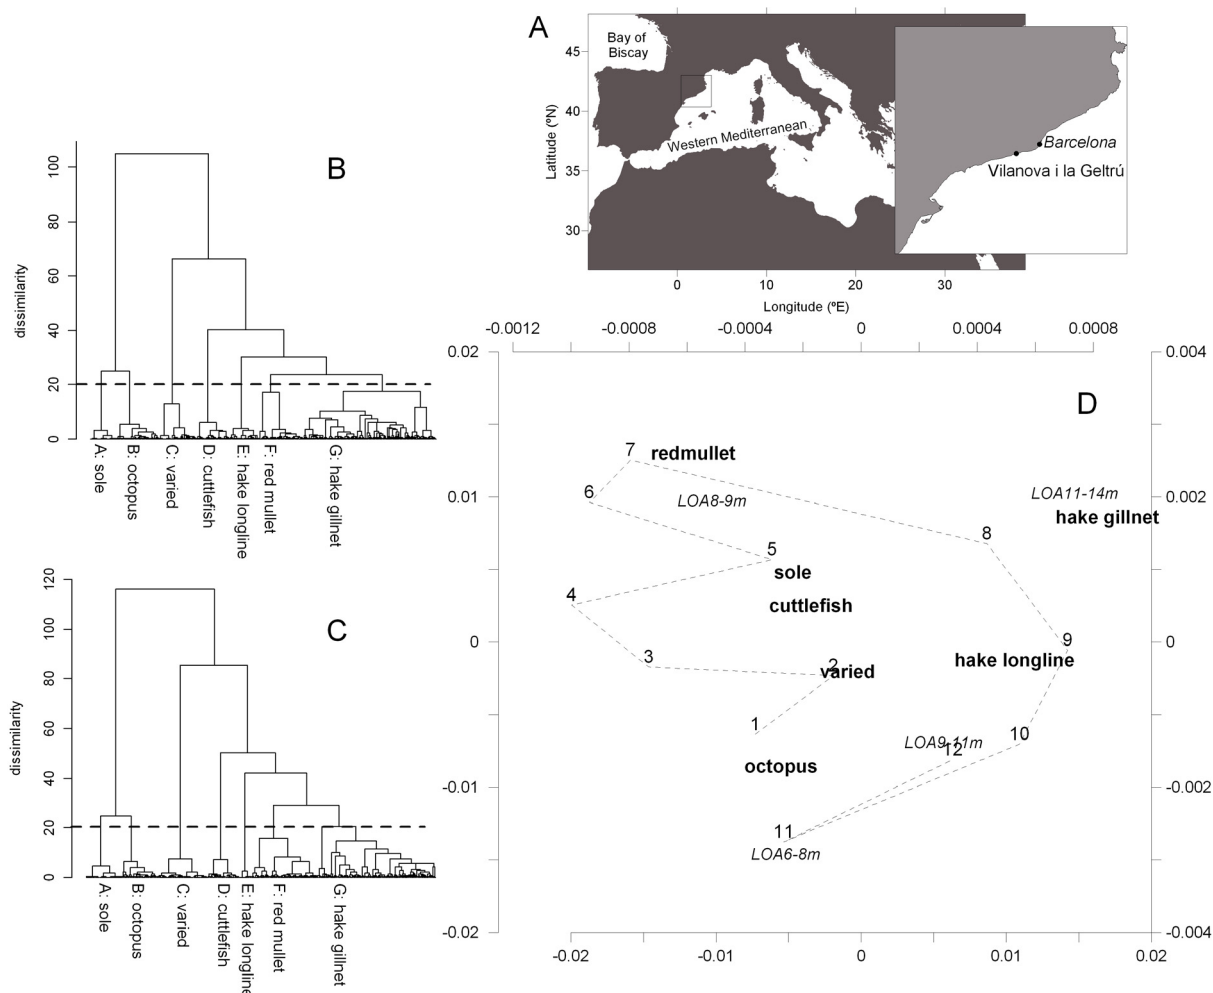 A
Bay of
Biscay
45
40
35
30
Latitude (ºN)
Western Mediterranean
Barcelona
Vilanova i la Geltrú
0
10
20
30
Longitude (ºE)
B
100
80
60
40
20
0
dissimilarity
A: sole
B: octopus
C: varied
D: cuttlefish
E: hake longline
F: red mullet
G: hake gillnet
C
120
100
80
60
40
20
0
dissimilarity
A: sole
B: octopus
C: varied
D: cuttlefish
E: hake longline
F: red mullet
G: hake gillnet
-0.0012
-0.0008
-0.0004
0
0.0004
0.0008
0.02
0.01
0
-0.01
-0.02
0.004
0.002
0
-0.002
-0.004
D
7
redmullet
6
LOA8-9m
LOA11-14m
hake gillnet
8
5
sole
4
cuttlefish
9
3
2
varied
hake longline
1
10
LOA9-11m
12
octopus
11
LOA6-8m
-0.02
-0.01
0
0.01
0.02